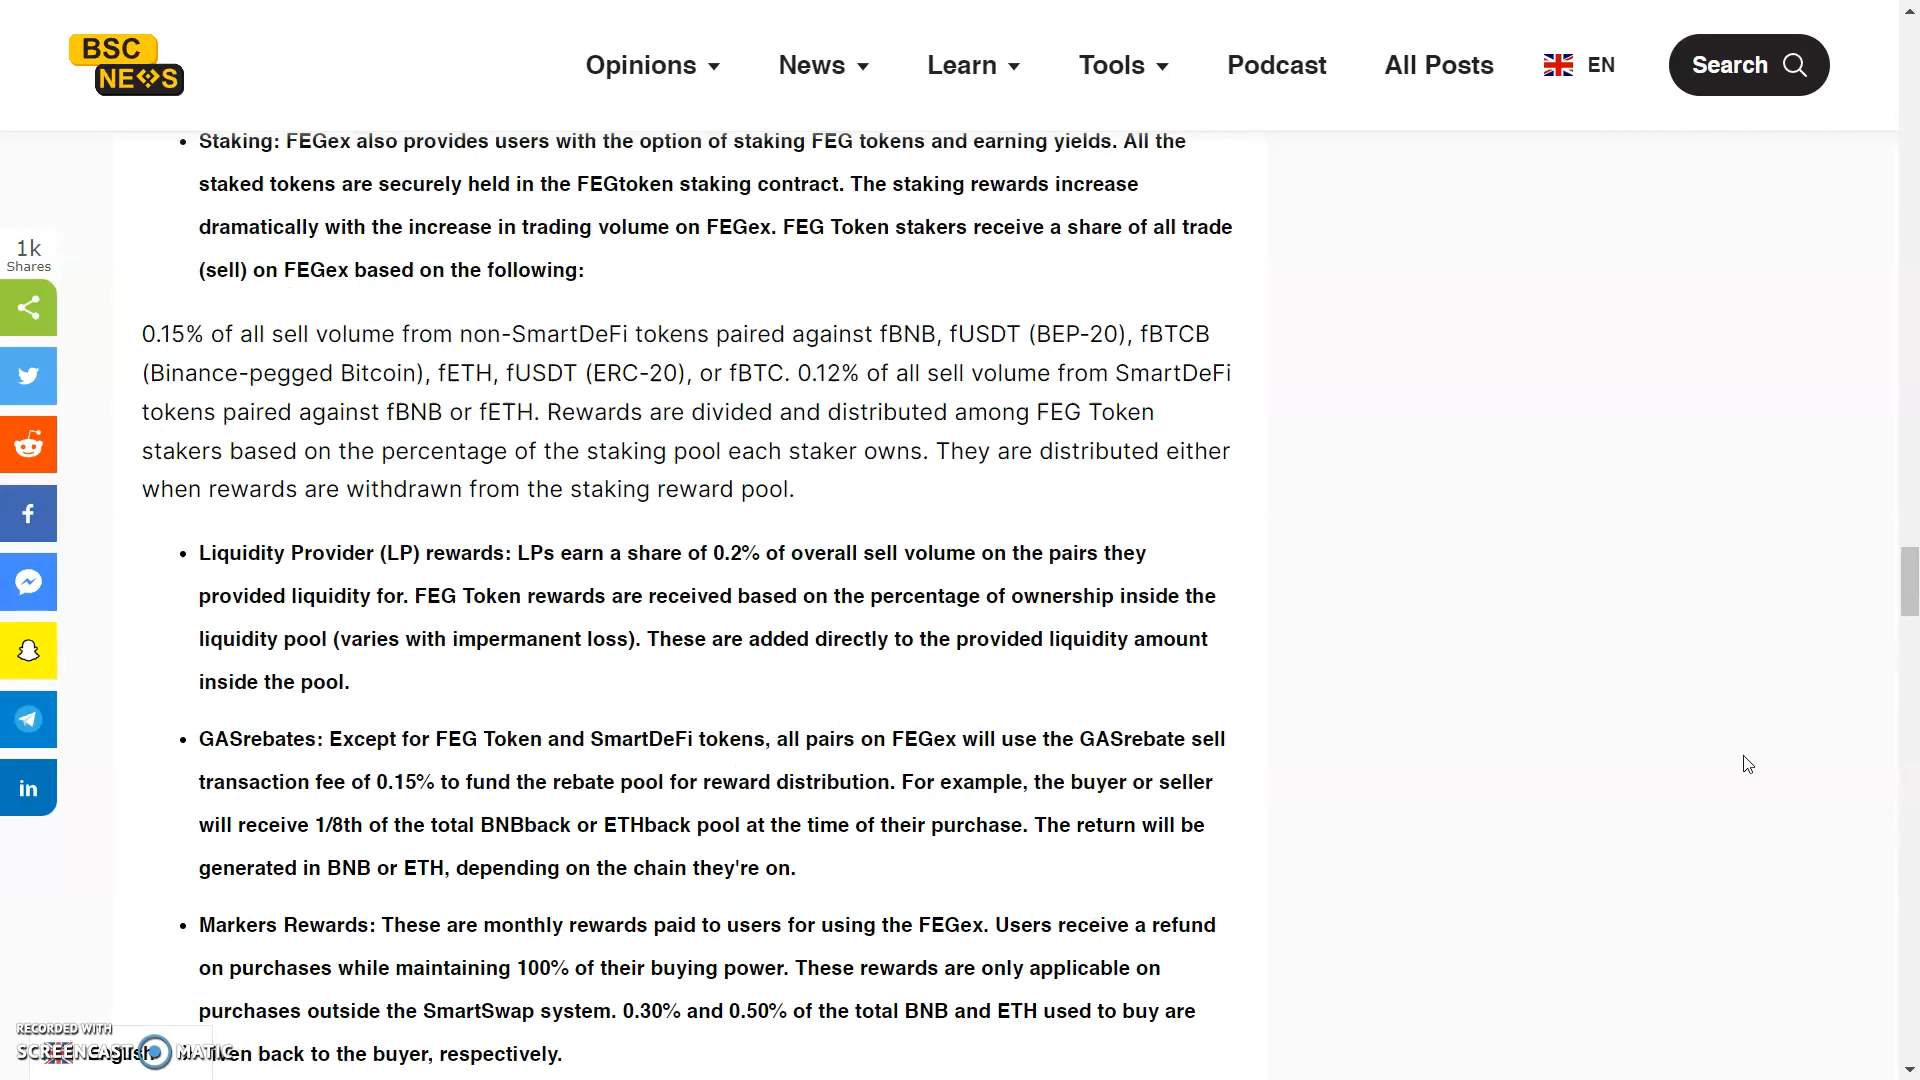 BSC
NEWS
Opinions
News
Learn
Tools
Podcast
All Posts
EN
Search
• Staking: FEGex also provides users with the option of staking FEG tokens and earning yields. All the
staked tokens are securely held in the FEGtoken staking contract. The staking rewards increase
dramatically with the increase in trading volume on FEGex. FEG Token stakers receive a share of all trade
(sell) on FEGex based on the following:
1k
Shares
0.15% of all sell volume from non-SmartDeFi tokens paired against fBNB, fUSDT (BEP-20), fBTCB
(Binance-pegged Bitcoin), fETH, fUSDT (ERC-20), or fBTC. 0.12% of all sell volume from SmartDeFi
tokens paired against fBNB or fETH. Rewards are divided and distributed among FEG Token
stakers based on the percentage of the staking pool each staker owns. They are distributed either
when rewards are withdrawn from the staking reward pool.
• Liquidity Provider (LP) rewards: LPs earn a share of 0.2% of overall sell volume on the pairs they
provided liquidity for. FEG Token rewards are received based on the percentage of ownership inside the
liquidity pool (varies with impermanent loss). These are added directly to the provided liquidity amount
inside the pool.
• GASrebates: Except for FEG Token and SmartDeFi tokens, all pairs on FEGex will use the GASrebate sell
transaction fee of 0.15% to fund the rebate pool for reward distribution. For example, the buyer or seller
will receive 1/8th of the total BNBback or ETHback pool at the time of their purchase. The return will be
generated in BNB or ETH, depending on the chain they're on.
• Markers Rewards: These are monthly rewards paid to users for using the FEGex. Users receive a refund
on purchases while maintaining 100% of their buying power. These rewards are only applicable on
purchases outside the SmartSwap system. 0.30% and 0.50% of the total BNB and ETH used to buy are
back to the buyer, respectively.
RECORDED WITH
SCREENCAST MATIC
English